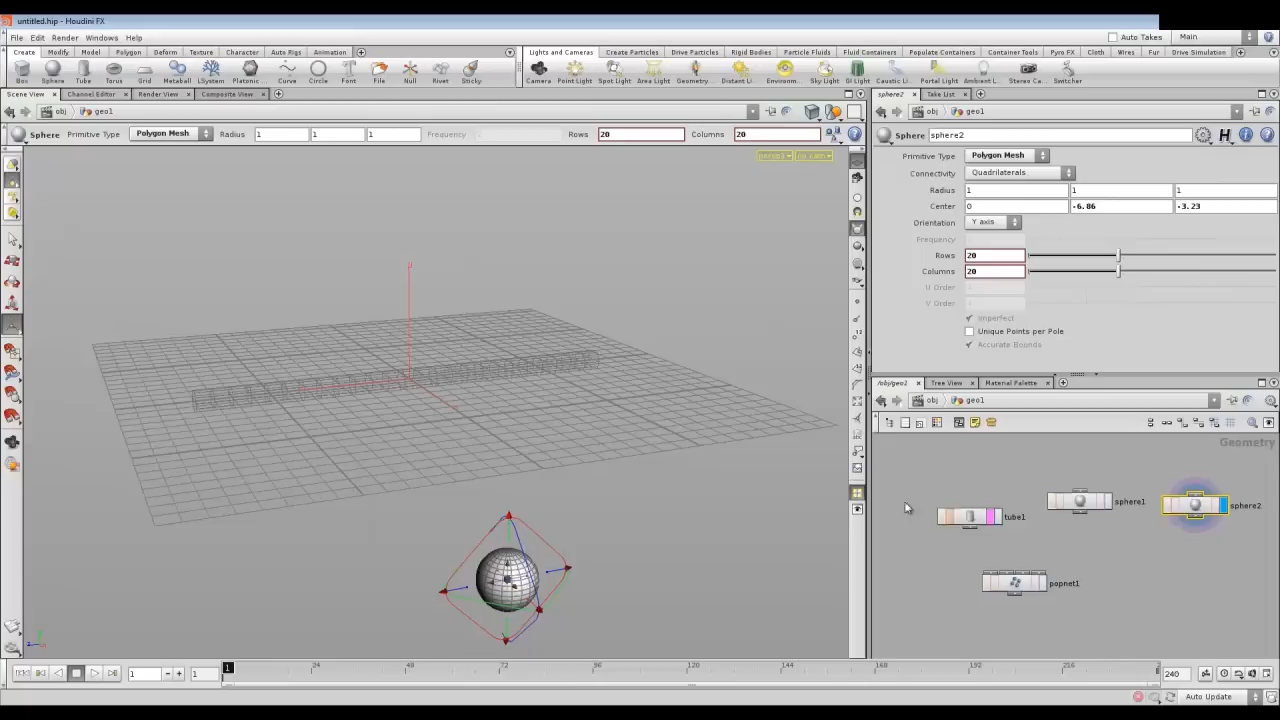 untitled.hip - Houdini FX
File Edit Render Windows Help
Auto Takes Main
Create Modify Model Polygon Deform Texture Character Auto Rigs Animation
Lights and Cameras Create Particles Drive Particles Rigid Bodies Particle Fluids Fluid Containers Populate Containers Container Tools Pyro FX Cloth Wires Fur Drive Simulation
Box Sphere Tube Torus Grid Metaball LSystem Platonic ... Curve Circle Font File Null Rivet Sticky
Camera Point Light Spot Light Area Light Geometry... Distant L... Environm... Sky Light GI Light Caustic Li... Portal Light Ambient L... Stereo Ca... Switcher
Scene View Channel Editor Render View Composite View
sphere2 Take List
obj geo1
obj geo1
Sphere Primitive Type Polygon Mesh Radius 1 1 1 Frequency Rows 20 Columns 20
Sphere sphere2
persp1 no cam
Primitive Type Polygon Mesh
Connectivity Quadrilaterals
Radius 1 1 1
Center 0 -6.86 -3.23
Orientation Y axis
Frequency
Rows 20
Columns 20
U Order
V Order
Imperfect
Unique Points per Pole
Accurate Bounds
/obj/geo1 Tree View Material Palette
obj geo1
Geometry
tube1
sphere1
sphere2
popnet1
1 1 1 24 48 72 96 120 144 168 192 216 240
Auto Update